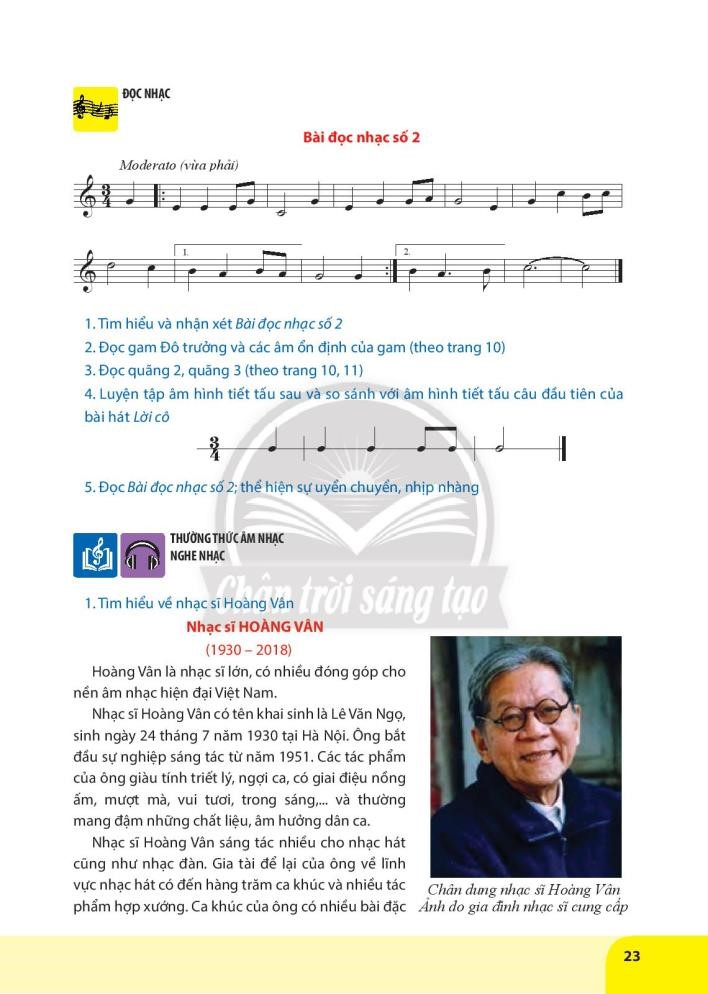 ĐỌC NHẠC
Bài đọc nhạc số 2
Moderato (vừa phải)
3
4
1.
2.
1. Tìm hiểu và nhận xét Bài đọc nhạc số 2
2. Đọc gam Đô trưởng và các âm ổn định của gam (theo trang 10)
3. Đọc quãng 2, quãng 3 (theo trang 10, 11)
4. Luyện tập âm hình tiết tấu sau và so sánh với âm hình tiết tấu câu đầu tiên của
bài hát Lời cô
3
4
5. Đọc Bài đọc nhạc số 2; thể hiện sự uyển chuyển, nhịp nhàng
THƯỜNG THỨC ÂM NHẠC
NGHE NHẠC
Chân trời sáng tạo
1. Tìm hiểu về nhạc sĩ Hoàng Vân
Nhạc sĩ HOÀNG VÂN
(1930 – 2018)
Hoàng Vân là nhạc sĩ lớn, có nhiều đóng góp cho
nền âm nhạc hiện đại Việt Nam.
Nhạc sĩ Hoàng Vân có tên khai sinh là Lê Văn Ngọ,
sinh ngày 24 tháng 7 năm 1930 tại Hà Nội. Ông bắt
đầu sự nghiệp sáng tác từ năm 1951. Các tác phẩm
của ông giàu tính triết lý, ngợi ca, có giai điệu nồng
ấm, mượt mà, vui tươi, trong sáng,... và thường
mang đậm những chất liệu, âm hưởng dân ca.
Nhạc sĩ Hoàng Vân sáng tác nhiều cho nhạc hát
cũng như nhạc đàn. Gia tài để lại của ông về lĩnh
vực nhạc hát có đến hàng trăm ca khúc và nhiều tác
phẩm hợp xướng. Ca khúc của ông có nhiều bài đặc
Chân dung nhạc sĩ Hoàng Vân
Ảnh do gia đình nhạc sĩ cung cấp
23